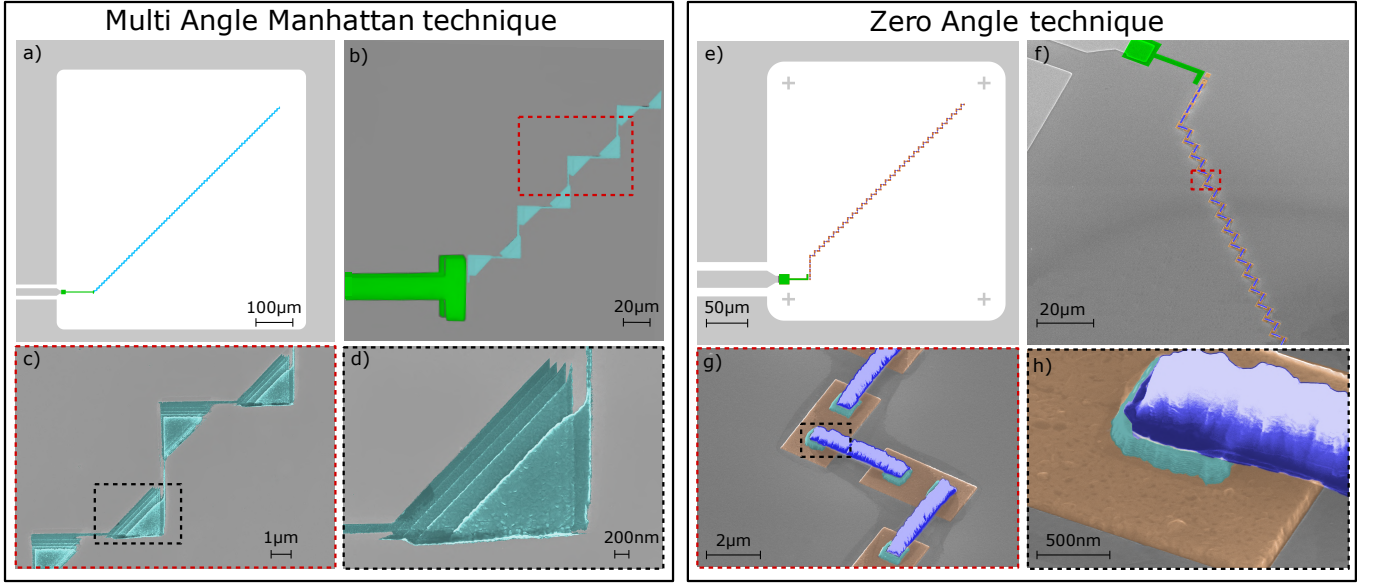 Multi Angle Manhattan technique
Zero Angle technique
a)
100µm
b)
20µm
c)
1µm
d)
200nm
e)
50µm
f)
20µm
g)
2µm
h)
500nm